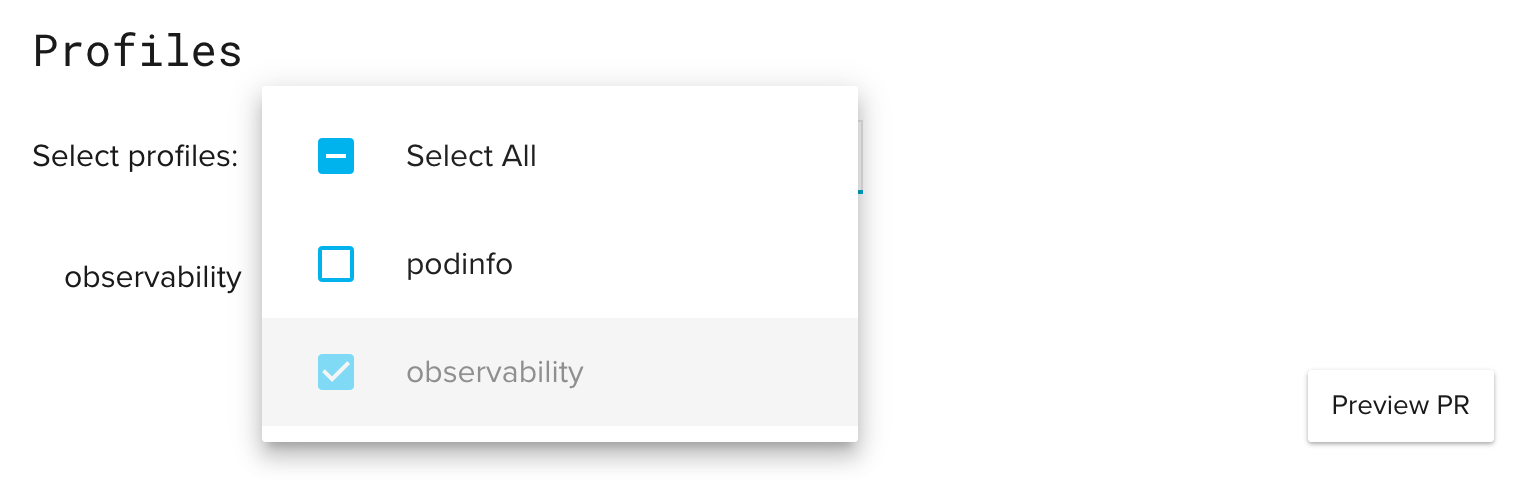 Profiles
Select profiles:
Select All
podinfo
observability
observability
Preview PR